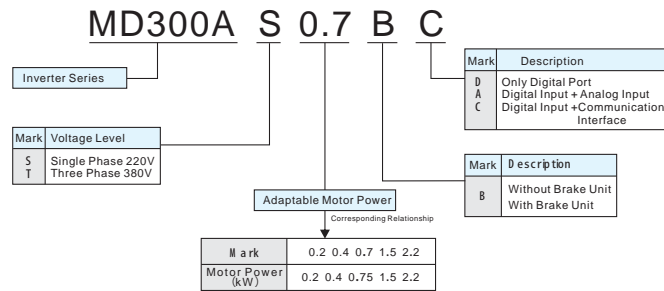 MD300A S 0.7 B C
Inverter Series
Mark Voltage Level
S Single Phase 220V
T Three Phase 380V
Adaptable Motor Power
Corresponding Relationship
Mark 0.2 0.4 0.7 1.5 2.2
Motor Power (kW) 0.2 0.4 0.75 1.5 2.2
Mark Description
D Only Digital Port
A Digital Input + Analog Input
C Digital Input +Communication
Interface
Mark Description
Without Brake Unit
B With Brake Unit